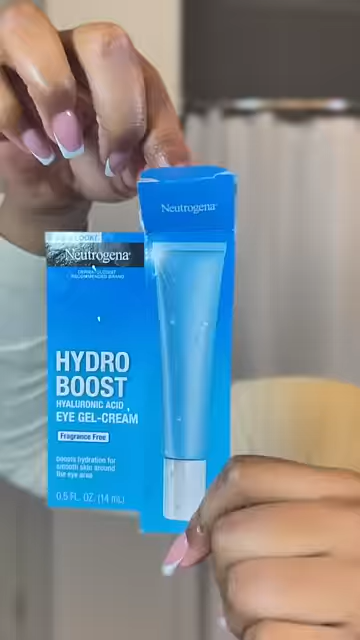 Neutrogena®
Neutrogena®
DERMATOLOGIST
RECOMMENDED BRAND
HYDRO
BOOST
HYALURONIC ACID
EYE GEL-CREAM
Fragrance Free
boosts hydration for
smooth skin around
the eye area
0.5 FL. OZ. (14 mL)